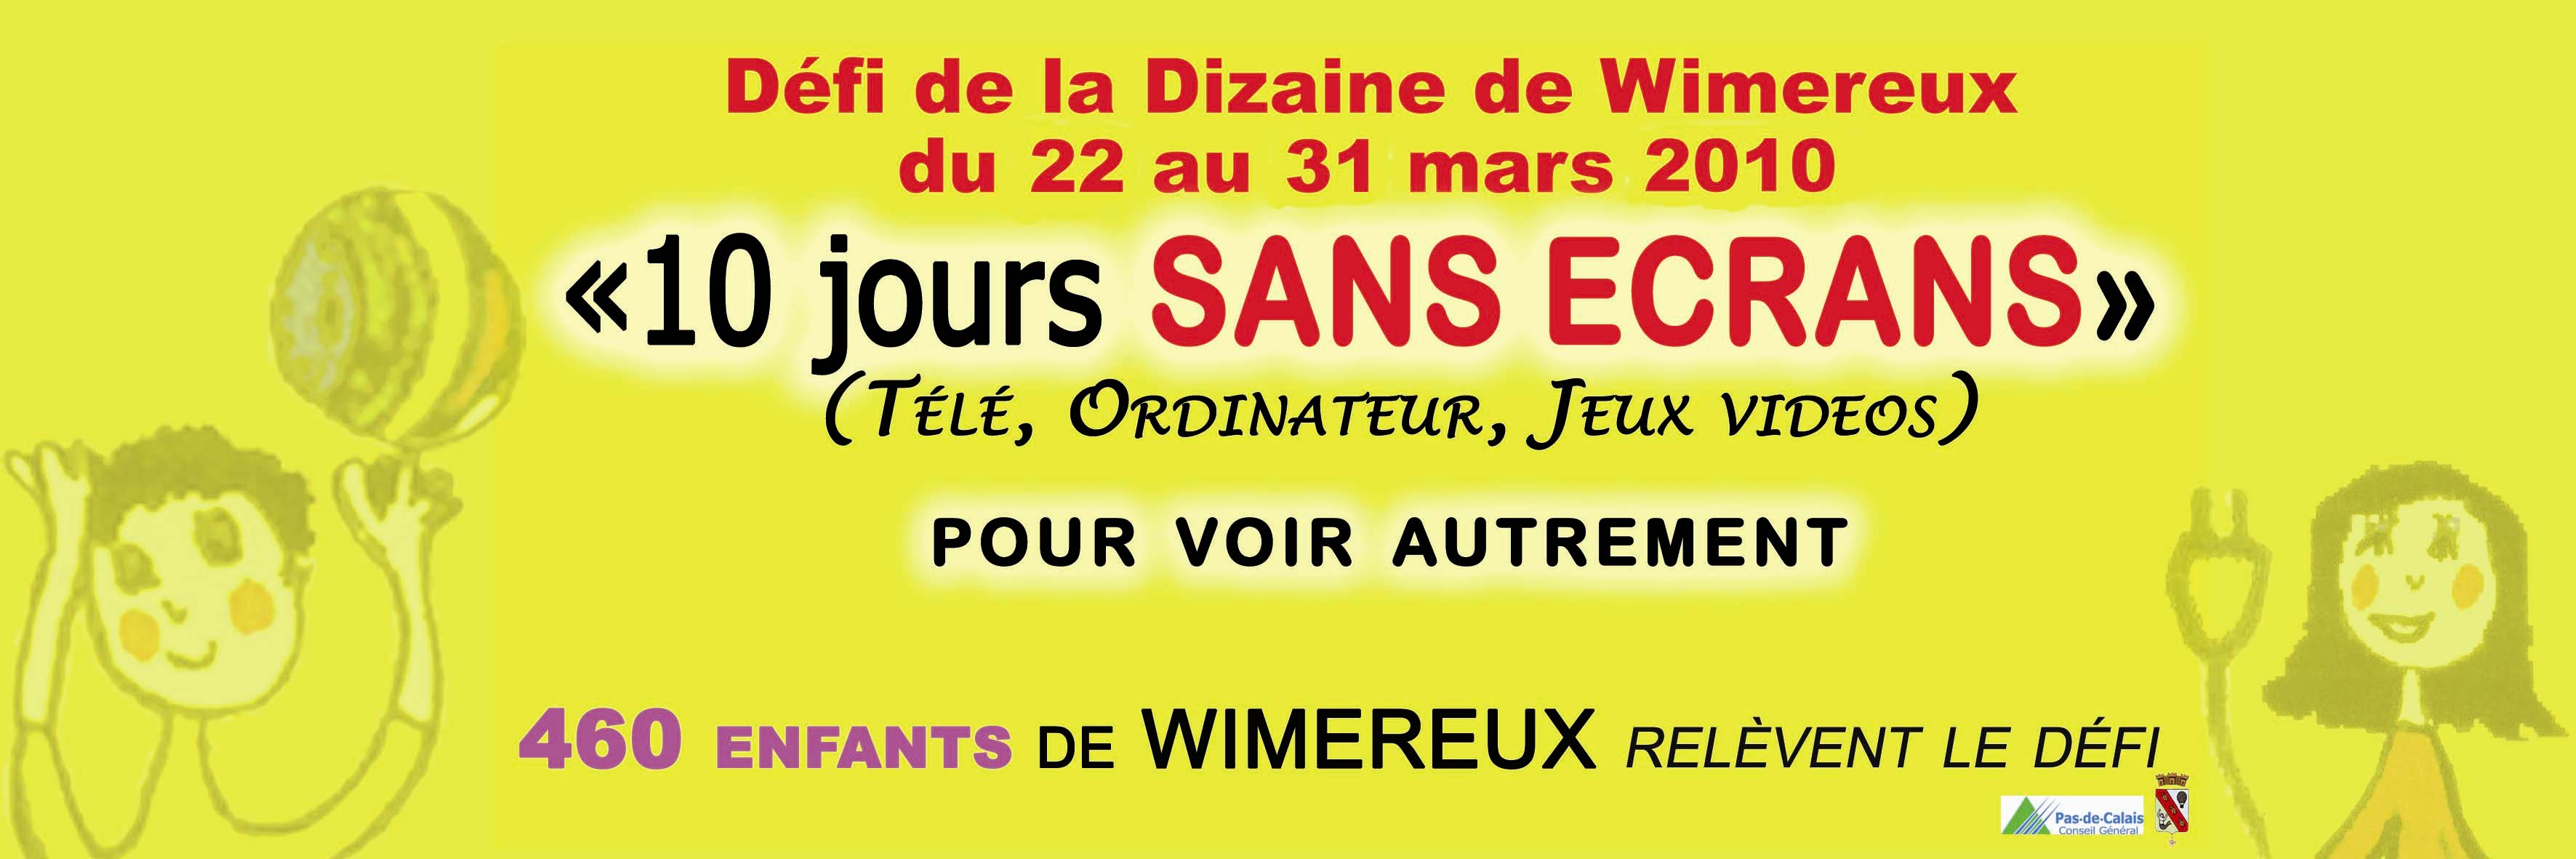 Défi de la Dizaine de Wimereux
du 22 au 31 mars 2010
«10 jours SANS ECRANS»
(TÉLÉ, ORDINATEUR, JEUX VIDEOS)
POUR VOIR AUTREMENT
460 ENFANTS DE WIMEREUX RELÈVENT LE DÉFI
Pas-de-Calais
Conseil Général